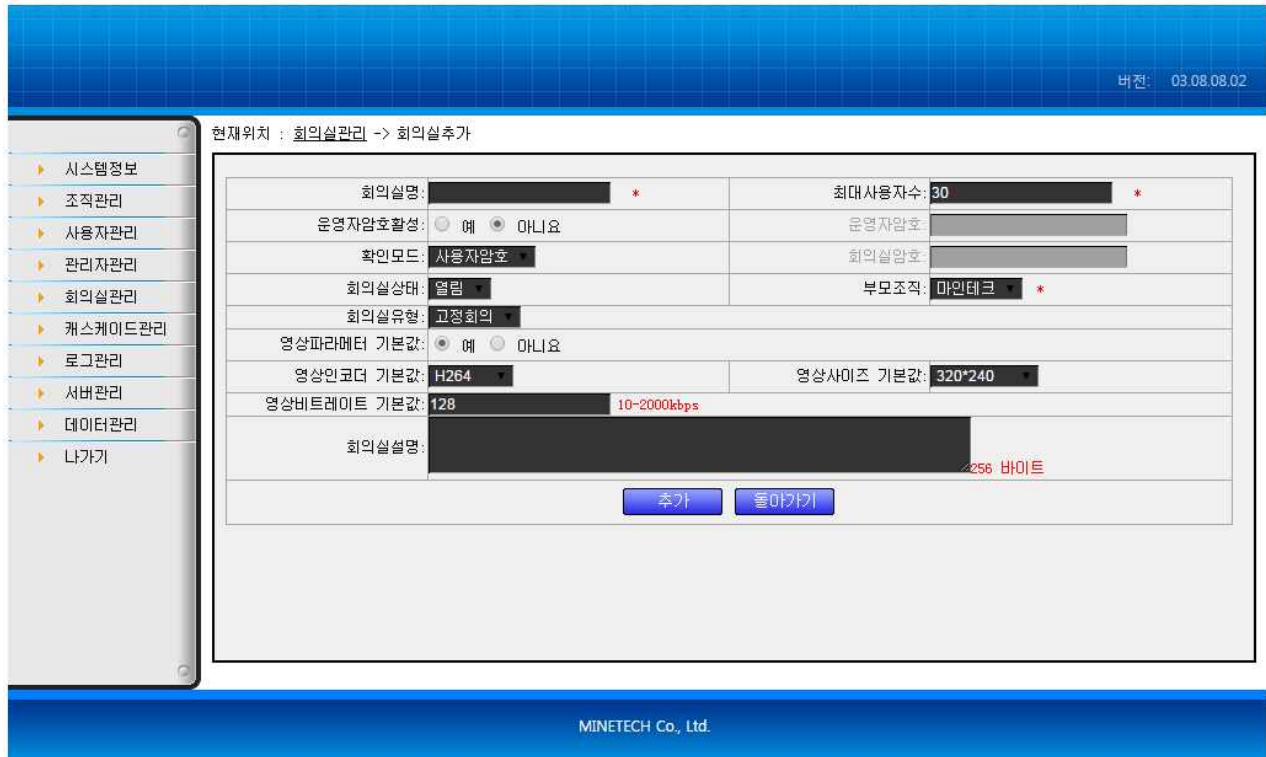 버전: 03.08.08.02
현재위치 : 회의실관리 -> 회의실추가
시스템정보
조직관리
사용자관리
관리자관리
회의실관리
캐스케이드관리
로그관리
서버관리
데이터관리
나가기
회의실명: * 최대사용자수: 30 *
운영자암호활성: 예 아니요 운영자암호:
확인모드: 사용자암호 회의실암호:
회의실상태: 열림 부모조직: 마인테크 *
회의실유형: 고정회의
영상파라메터 기본값: 예 아니요
영상인코더 기본값: H264 영상사이즈 기본값: 320*240
영상비트레이트 기본값: 128 10-2000kbps
회의실설명: 256 바이트
추가 돌아가기
MINETECH Co., Ltd.